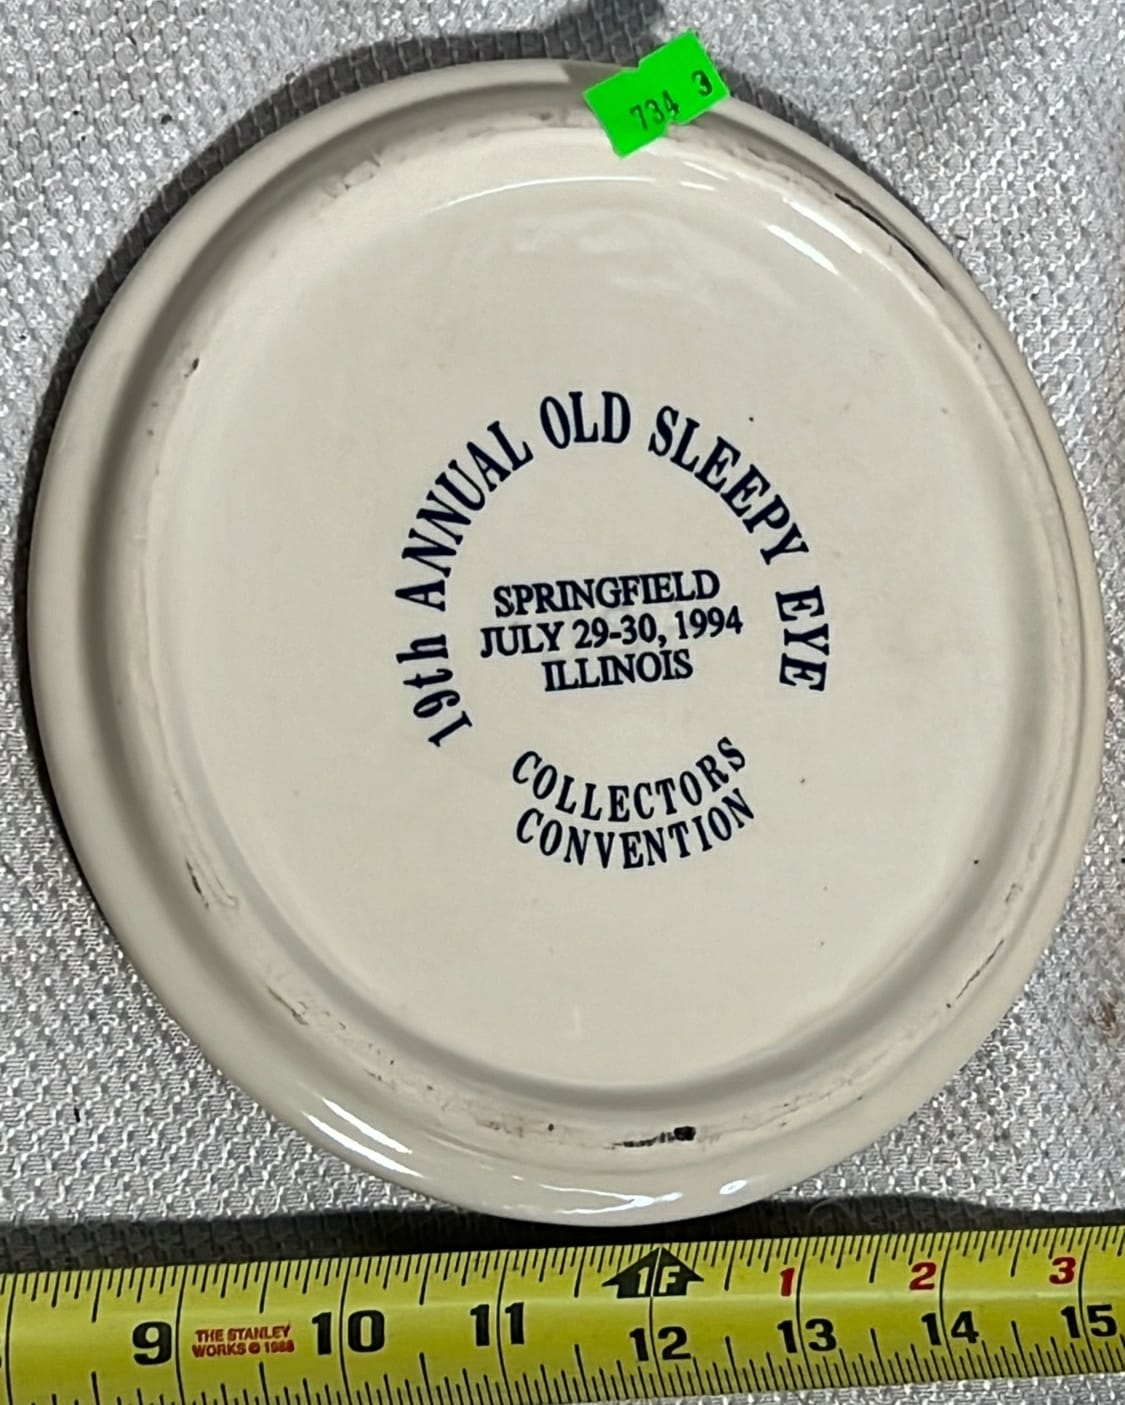 734 3
19th ANNUAL OLD SLEEPY EYE
SPRINGFIELD
JULY 29-30, 1994
ILLINOIS
COLLECTORS
CONVENTION
1F
1 2 3
THE STANLEY
WORKS © 1988
9 10 11 12 13 14 15